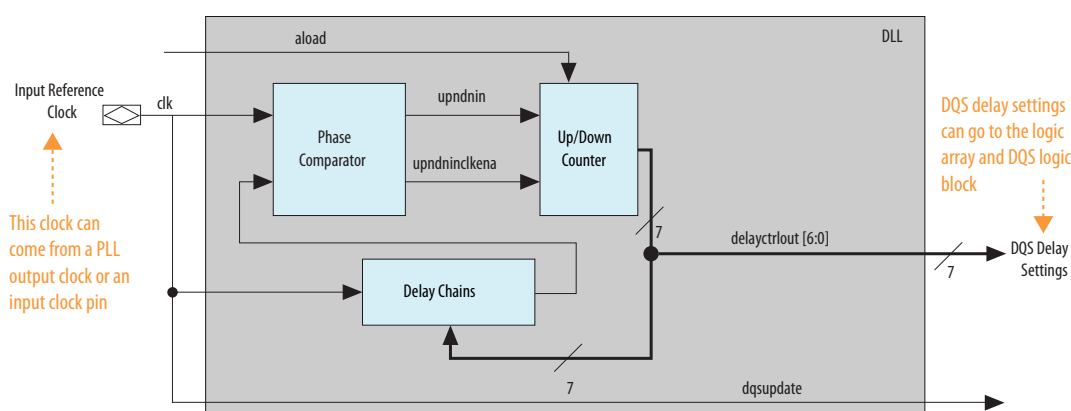 aload
DLL
Input Reference
Clock
clk
upndnin
Phase
Comparator
upndninclkena
Up/Down
Counter
DQS delay settings
can go to the logic
array and DQS logic
block
This clock can
come from a PLL
output clock or an
input clock pin
7
delayctrlout [6:0]
7
DQS Delay
Settings
Delay Chains
7
dqsupdate